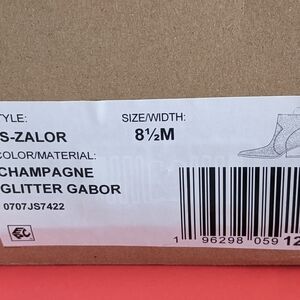 TYLE: SIZE/WIDTH:
S-ZALOR 8½M
COLOR/MATERIAL:
CHAMPAGNE
GLITTER GABOR
0707JS7422
1 96298 059 12